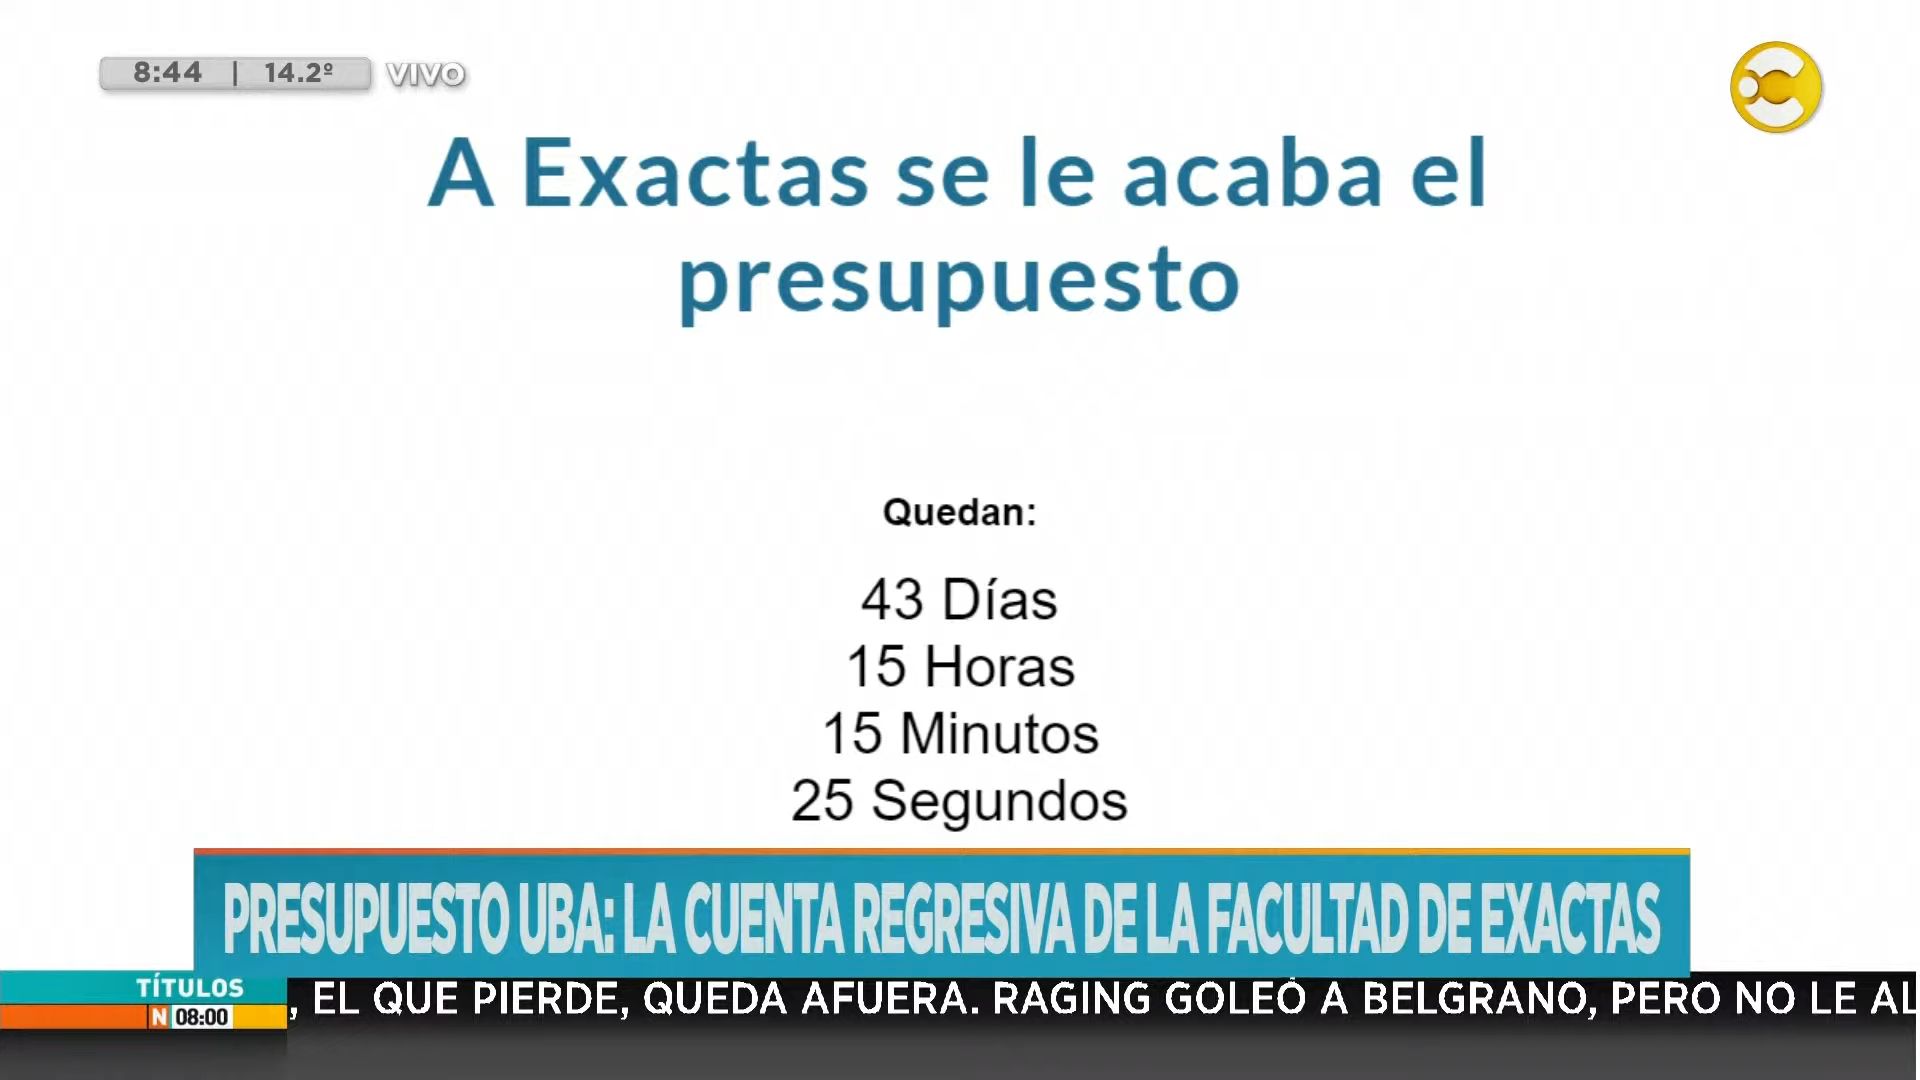 8:44 | 14.2º VIVO
A Exactas se le acaba el
presupuesto
Quedan:
43 Días
15 Horas
15 Minutos
25 Segundos
PRESUPUESTO UBA: LA CUENTA REGRESIVA DE LA FACULTAD DE EXACTAS
TÍTULOS
N 08:00
, EL QUE PIERDE, QUEDA AFUERA. RAGING GOLEÓ A BELGRANO, PERO NO LE AL